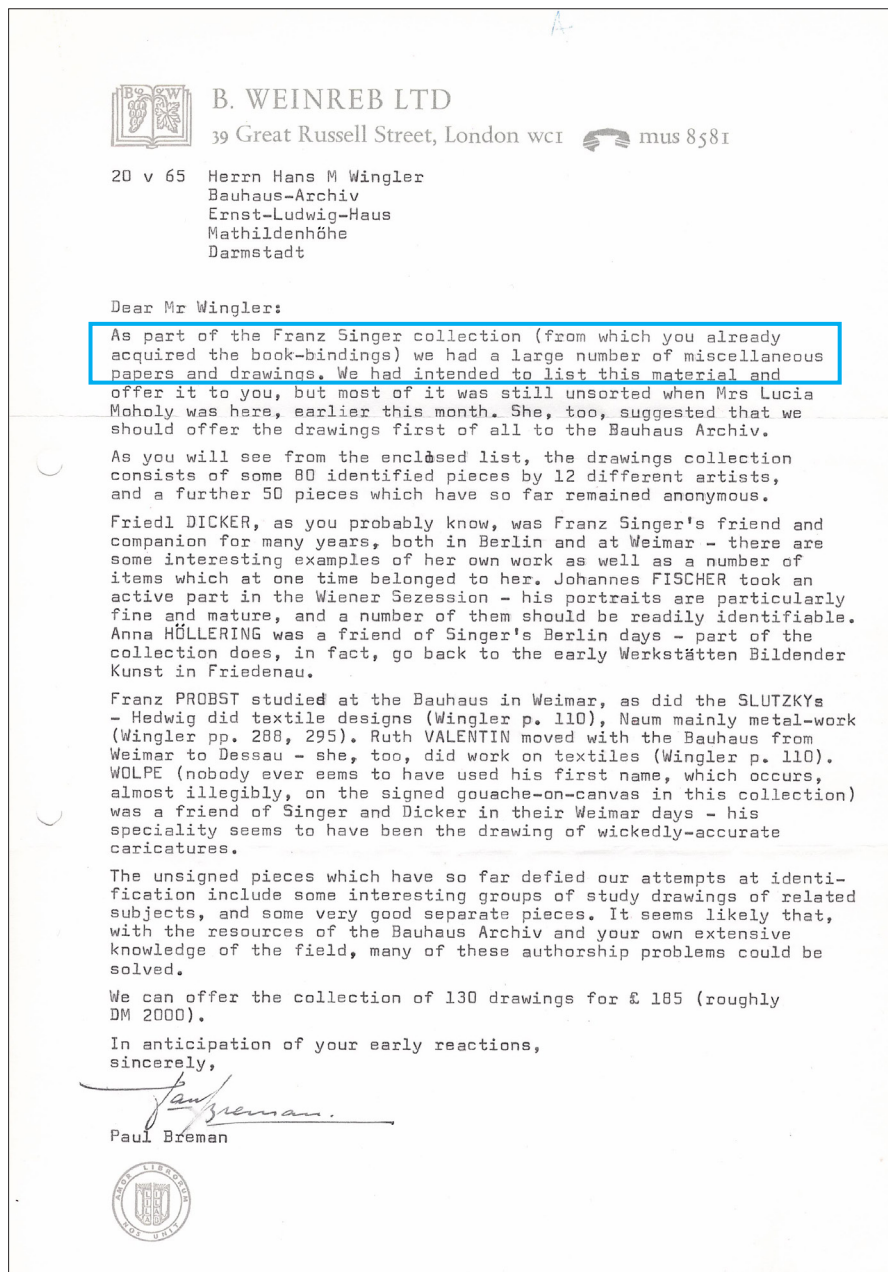 B W
B. WEINREB LTD
39 Great Russell Street, London WC1 mus 8581
20 v 65 Herrn Hans M Wingler
Bauhaus-Archiv
Ernst-Ludwig-Haus
Mathildenhöhe
Darmstadt
Dear Mr Wingler:
As part of the Franz Singer collection (from which you already
acquired the book-bindings) we had a large number of miscellaneous
papers and drawings. We had intended to list this material and
offer it to you, but most of it was still unsorted when Mrs Lucia
Moholy was here, earlier this month. She, too, suggested that we
should offer the drawings first of all to the Bauhaus Archiv.
As you will see from the enclosed list, the drawings collection
consists of some 80 identified pieces by 12 different artists,
and a further 50 pieces which have so far remained anonymous.
Friedl DICKER, as you probably know, was Franz Singer's friend and
companion for many years, both in Berlin and at Weimar - there are
some interesting examples of her own work as well as a number of
items which at one time belonged to her. Johannes FISCHER took an
active part in the Wiener Sezession - his portraits are particularly
fine and mature, and a number of them should be readily identifiable.
Anna HÖLLERING was a friend of Singer's Berlin days - part of the
collection does, in fact, go back to the early Werkstätten Bildender
Kunst in Friedenau.
Franz PROBST studied at the Bauhaus in Weimar, as did the SLUTZKYs
- Hedwig did textile designs (Wingler p. 110), Naum mainly metal-work
(Wingler pp. 288, 295). Ruth VALENTIN moved with the Bauhaus from
Weimar to Dessau - she, too, did work on textiles (Wingler p. 110).
WOLPE (nobody ever eems to have used his first name, which occurs,
almost illegibly, on the signed gouache-on-canvas in this collection)
was a friend of Singer and Dicker in their Weimar days - his
speciality seems to have been the drawing of wickedly-accurate
caricatures.
The unsigned pieces which have so far defied our attempts at identi-
fication include some interesting groups of study drawings of related
subjects, and some very good separate pieces. It seems likely that,
with the resources of the Bauhaus Archiv and your own extensive
knowledge of the field, many of these authorship problems could be
solved.
We can offer the collection of 130 drawings for £ 185 (roughly
DM 2000).
In anticipation of your early reactions,
sincerely,
Paul Breman.
Paul Breman
AMOR LIBRORUM
NOS UNIT